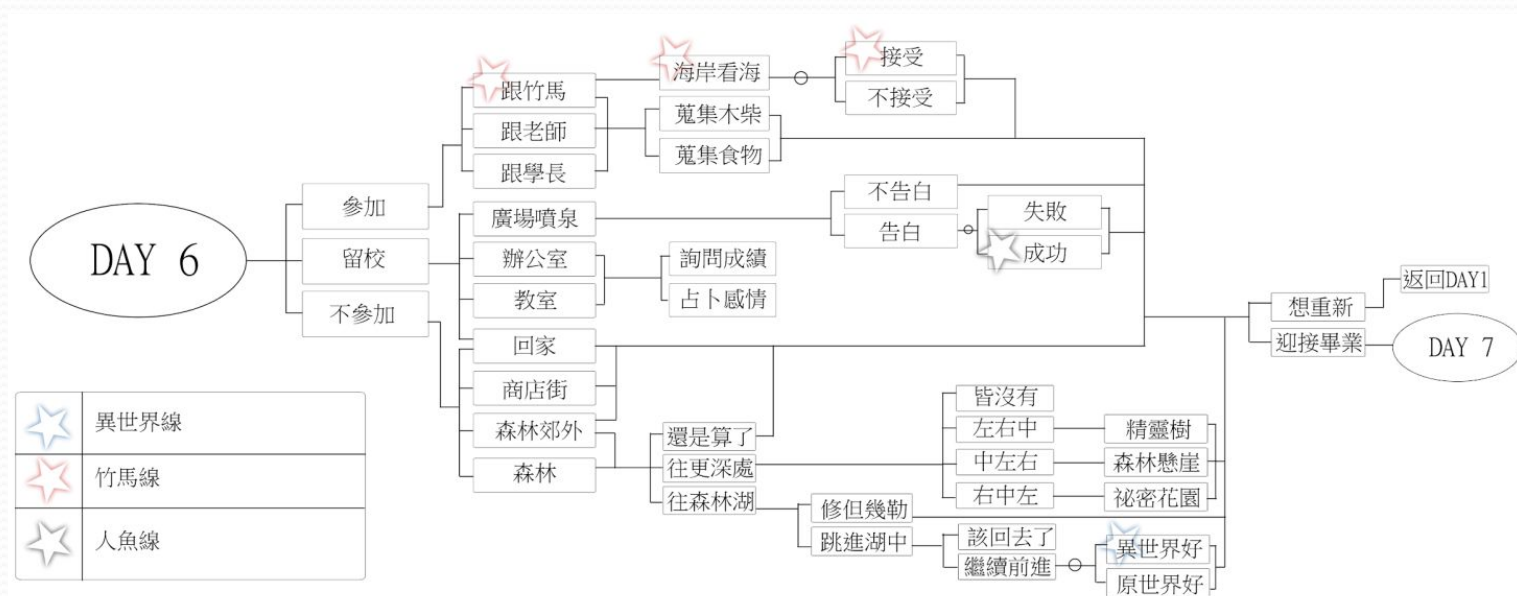 DAY 6
參加
留校
不參加
跟竹馬
跟老師
跟學長
廣場噴泉
辦公室
教室
回家
商店街
森林郊外
森林
海岸看海
蒐集木柴
蒐集食物
接受
不接受
不告白
告白
失敗
成功
詢問成績
占卜感情
還是算了
往更深處
往森林湖
皆沒有
左右中
中左右
右中左
精靈樹
森林懸崖
祕密花園
修但幾勒
跳進湖中
該回去了
繼續前進
異世界好
原世界好
想重新
迎接畢業
返回DAY1
DAY 7
異世界線
竹馬線
人魚線